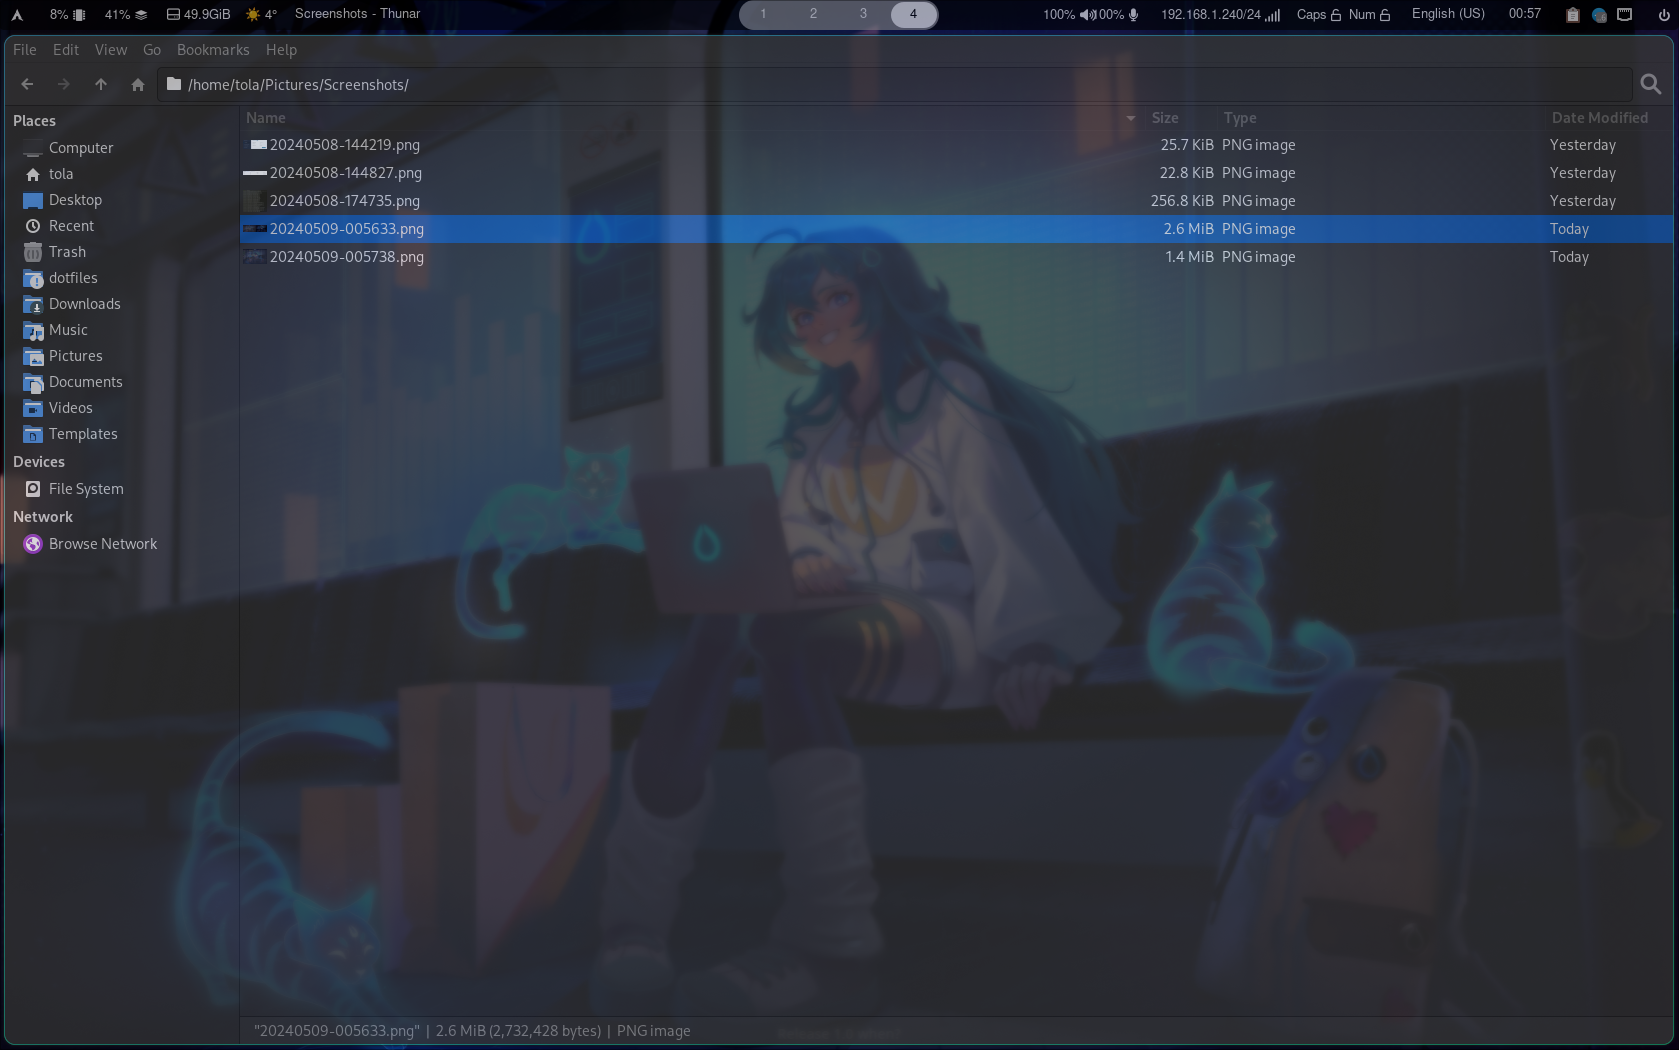 8% 41% 49.9GiB 4° Screenshots - Thunar 1 2 3 4 100% 100% 192.168.1.240/24 Caps Num English (US) 00:57
File Edit View Go Bookmarks Help
/home/tola/Pictures/Screenshots/
Places
Computer
tola
Desktop
Recent
Trash
dotfiles
Downloads
Music
Pictures
Documents
Videos
Templates
Devices
File System
Network
Browse Network
Name Size Type Date Modified
20240508-144219.png 25.7 KiB PNG image Yesterday
20240508-144827.png 22.8 KiB PNG image Yesterday
20240508-174735.png 256.8 KiB PNG image Yesterday
20240509-005633.png 2.6 MiB PNG image Today
20240509-005738.png 1.4 MiB PNG image Today
"20240509-005633.png" | 2.6 MiB (2,732,428 bytes) | PNG image